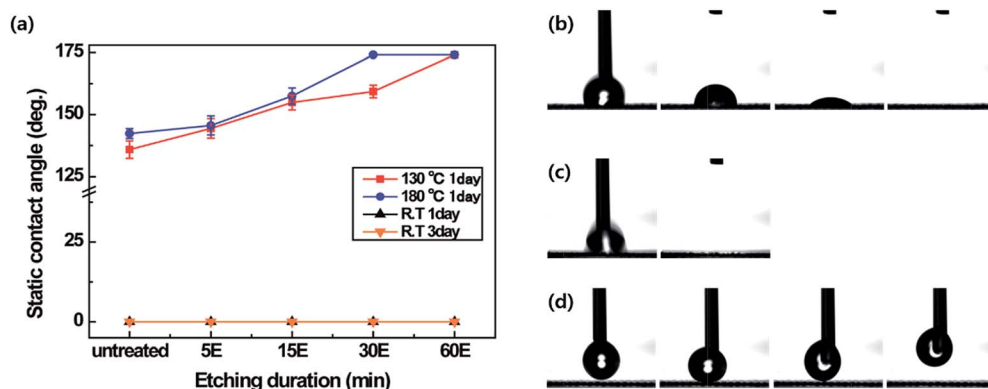 (a)
175
150
125
25
0
Static contact angle (deg.)
130 °C 1day
180 °C 1day
R.T 1day
R.T 3day
untreated 5E 15E 30E 60E
Etching duration (min)
(b)
(c)
(d)